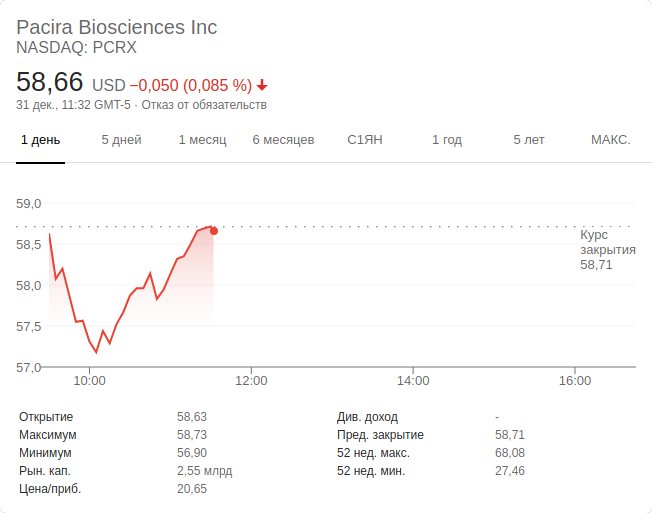 Pacira Biosciences Inc
NASDAQ: PCRX
58,66 USD −0,050 (0,085 %)
31 дек., 11:32 GMT-5 · Отказ от обязательств
1 день 5 дней 1 месяц 6 месяцев С1ЯН 1 год 5 лет МАКС.
59,0
58,5
58,0
57,5
57,0
Курс
закрытия
58,71
10:00 12:00 14:00 16:00
Открытие 58,63 Див. доход -
Максимум 58,73 Пред. закрытие 58,71
Минимум 56,90 52 нед. макс. 68,08
Рын. кап. 2,55 млрд 52 нед. мин. 27,46
Цена/приб. 20,65